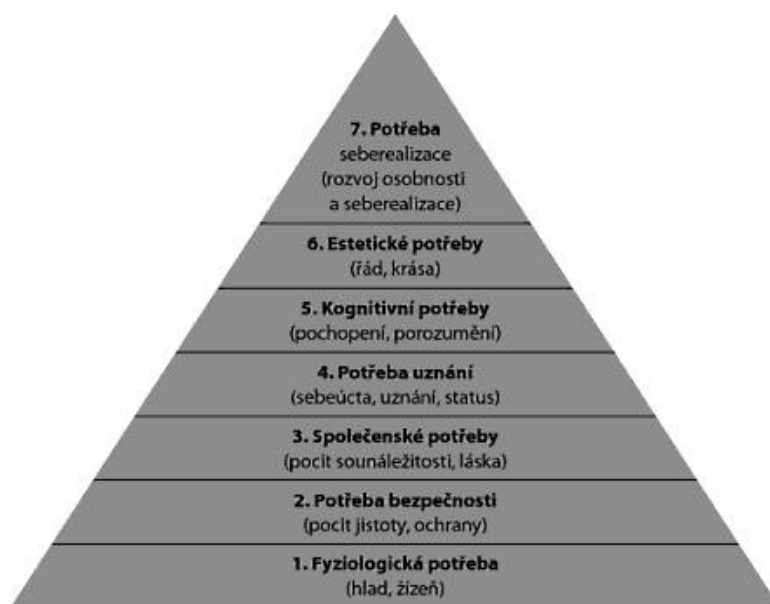 7. Potřeba
seberealizace
(rozvoj osobnosti
a seberealizace)
6. Estetické potřeby
(řád, krása)
5. Kognitivní potřeby
(pochopení, porozumění)
4. Potřeba uznání
(sebeúcta, uznání, status)
3. Společenské potřeby
(pocit sounáležitosti, láska)
2. Potřeba bezpečnosti
(pocit jistoty, ochrany)
1. Fyziologická potřeba
(hlad, žízeň)